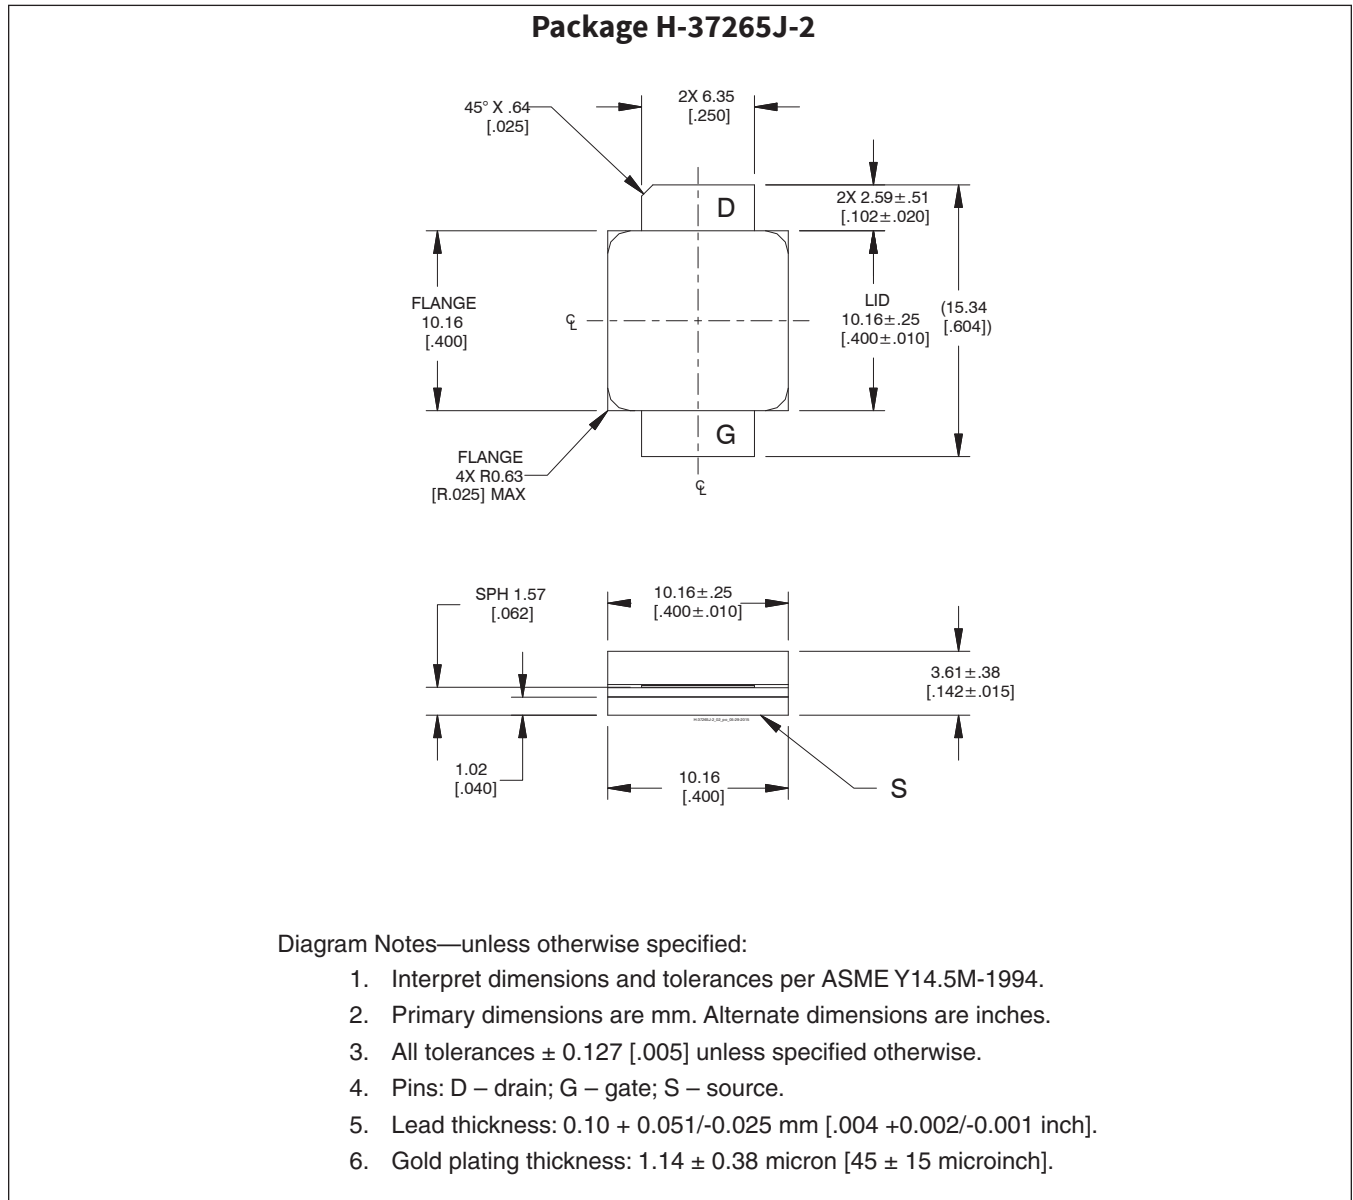 Package H-37265J-2
45° X .64
[.025]
2X 6.35
[.250]
D
2X 2.59±.51
[.102±.020]
FLANGE
10.16
[.400]
℄
LID
10.16±.25
[.400±.010]
(15.34
[.604])
G
FLANGE
4X R0.63
[R.025] MAX
℄
SPH 1.57
[.062]
10.16±.25
[.400±.010]
3.61±.38
[.142±.015]
1.02
[.040]
10.16
[.400]
S
Diagram Notes—unless otherwise specified:
1. Interpret dimensions and tolerances per ASME Y14.5M-1994.
2. Primary dimensions are mm. Alternate dimensions are inches.
3. All tolerances ± 0.127 [.005] unless specified otherwise.
4. Pins: D – drain; G – gate; S – source.
5. Lead thickness: 0.10 + 0.051/-0.025 mm [.004 +0.002/-0.001 inch].
6. Gold plating thickness: 1.14 ± 0.38 micron [45 ± 15 microinch].